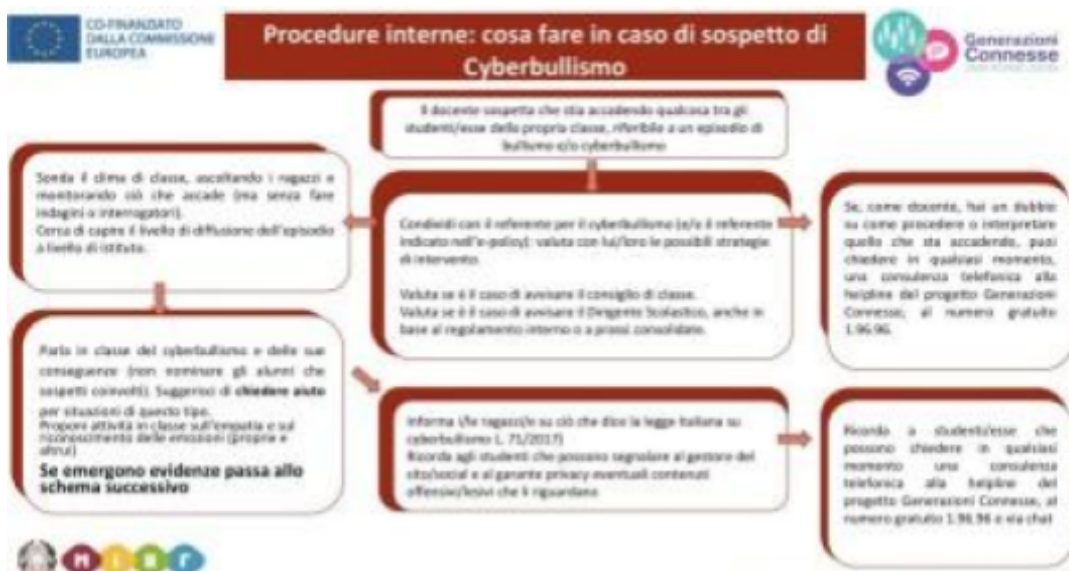 CO-FINANZIATO
DALLA COMMISSIONE
EUROPEA
Procedure interne: cosa fare in caso di sospetto di
Cyberbullismo
Generazioni
Connesse
Il docente sospetta che stia accadendo qualcosa tra gli
studenti/esse della propria classe, riferibile a un episodio di
bullismo e/o cyberbullismo
Sonda il clima di classe, ascoltando i ragazzi e
monitorando ciò che accade (ma senza fare
indagini o interrogatori).
Cerca di capire il livello di diffusione dell'episodio
a livello di istituto.
Condividi con il referente per il cyberbullismo (e/o il referente
indicato nell'e-policy): valuta con lui/loro le possibili strategie
di intervento.
Valuta se è il caso di avvisare il consiglio di classe.
Valuta se è il caso di avvisare il Dirigente Scolastico, anche in
base al regolamento interno o a prassi consolidate.
Se, come docente, hai un dubbio
su come procedere o interpretare
quello che sta accadendo, puoi
chiedere in qualsiasi momento,
una consulenza telefonica alla
helpline del progetto Generazioni
Connesse, al numero gratuito
1.96.96.
Parla in classe del cyberbullismo e delle sue
conseguenze (non nominare gli alunni che
sospetti coinvolti). Suggerisci di chiedere aiuto
per situazioni di questo tipo.
Proponi attività in classe sull'empatia e sul
riconoscimento delle emozioni (proprie e
altrui)
Se emergono evidenze passa allo
schema successivo
Informa i/le ragazzi/e su ciò che dice la legge italiana su
cyberbullismo L. 71/2017)
Ricorda agli studenti che possono segnalare al gestore del
sito/social e al garante privacy eventuali contenuti
offensivi/lesivi che li riguardano
Ricorda a studenti/esse che
possono chiedere in qualsiasi
momento una consulenza
telefonica alla helpline del
progetto Generazioni Connesse, al
numero gratuito 1.96.96 o via chat
MIUR